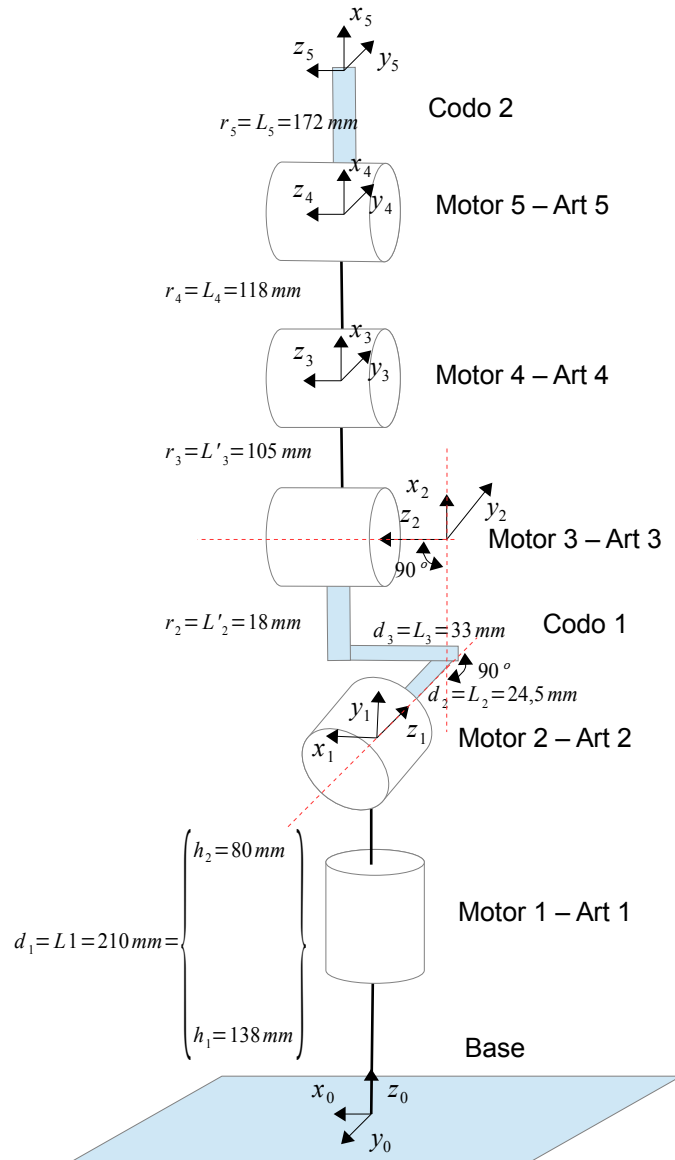 x₅
z₅
y₅
Codo 2
r₅=L₅=172 mm
x₄
z₄
y₄
Motor 5 – Art 5
r₄=L₄=118 mm
x₃
z₃
y₃
Motor 4 – Art 4
r₃=L'₃=105 mm
x₂
z₂
y₂
Motor 3 – Art 3
90º
r₂=L'₂=18 mm
d₃=L₃=33 mm
Codo 1
90º
d₂=L₂=24,5 mm
y₁
x₁
z₁
Motor 2 – Art 2
h₂=80 mm
Motor 1 – Art 1
d₁=L1=210 mm=
h₁=138 mm
Base
x₀
z₀
y₀